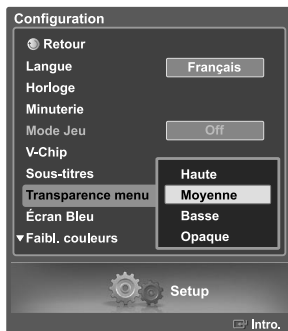 Configuration
Retour
Langue Français
Horloge
Minuterie
Mode Jeu Off
V-Chip
Sous-titres Haute
Transparence menu Moyenne
Écran Bleu Basse
▼Faibl. couleurs Opaque
Setup
Intro.